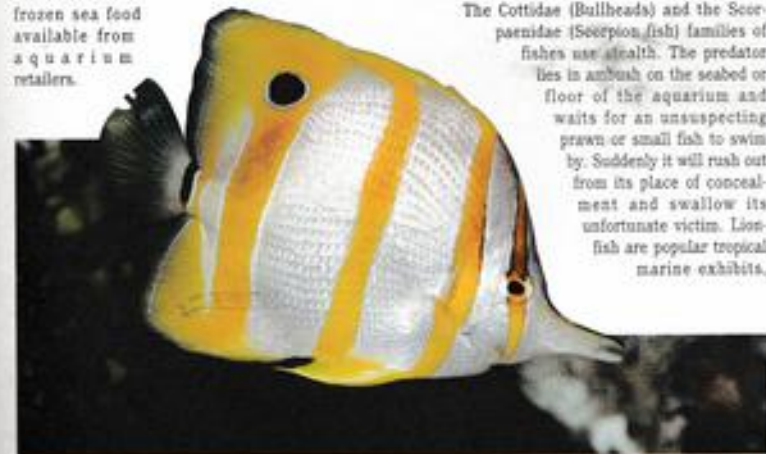 frozen sea food
available from
aquarium
retailers.
The Cottidae (Bullheads) and the Scor-
paenidae (Scorpion fish) families of
fishes use stealth. The predator
lies in ambush on the seabed or
floor of the aquarium and
waits for an unsuspecting
prawn or small fish to swim
by. Suddenly it will rush out
from its place of conceal-
ment and swallow its
unfortunate victim. Lion-
fish are popular tropical
marine exhibits.